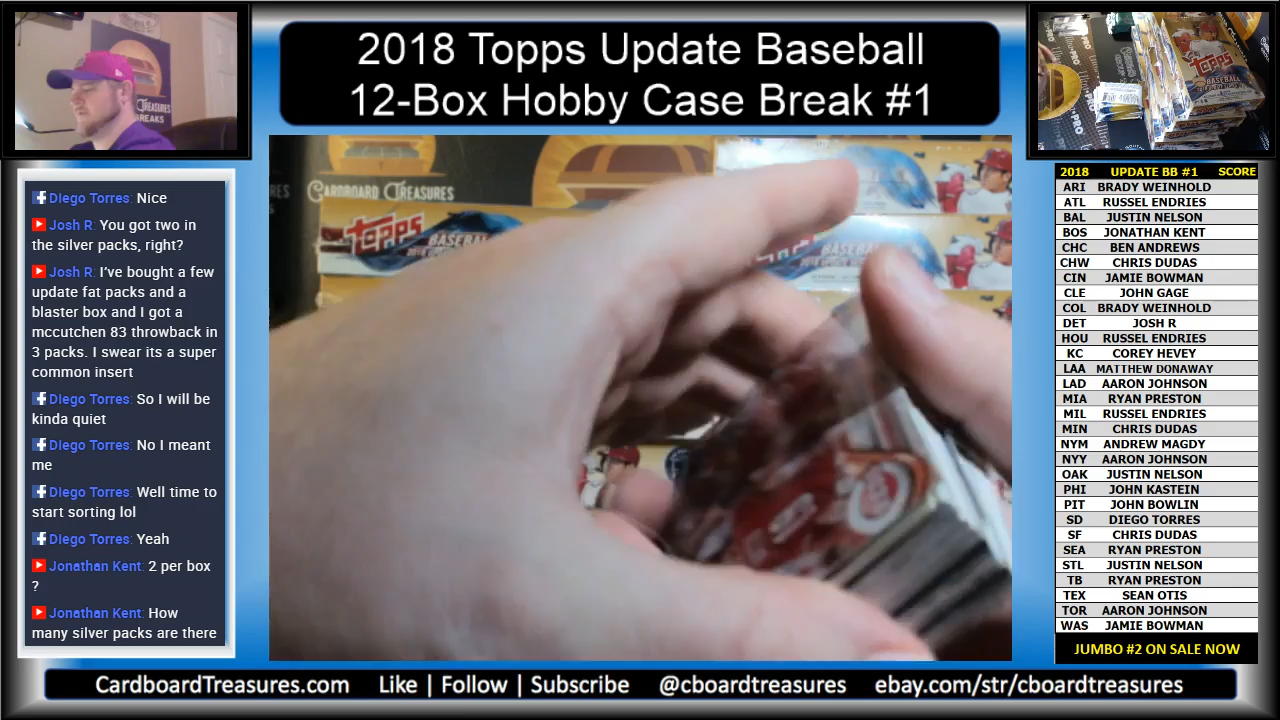 2018 Topps Update Baseball
12-Box Hobby Case Break #1
TREASURES
BREAKS
topps
BASEBALL
DIego Torres: Nice
Josh R: You got two in
the silver packs, right?
Josh R: I've bought a few
update fat packs and a
blaster box and I got a
mccutchen 83 throwback in
3 packs. I swear its a super
common insert
DIego Torres: So I will be
kinda quiet
DIego Torres: No I meant
me
DIego Torres: Well time to
start sorting lol
DIego Torres: Yeah
Jonathan Kent: 2 per box
?
Jonathan Kent: How
many silver packs are there
CARDBOARD TREASURES
topps
BASEBALL
2018 UPDATE BB #1 SCORE
ARI BRADY WEINHOLD
ATL RUSSEL ENDRIES
BAL JUSTIN NELSON
BOS JONATHAN KENT
CHC BEN ANDREWS
CHW CHRIS DUDAS
CIN JAMIE BOWMAN
CLE JOHN GAGE
COL BRADY WEINHOLD
DET JOSH R
HOU RUSSEL ENDRIES
KC COREY HEVEY
LAA MATTHEW DONAWAY
LAD AARON JOHNSON
MIA RYAN PRESTON
MIL RUSSEL ENDRIES
MIN CHRIS DUDAS
NYM ANDREW MAGDY
NYY AARON JOHNSON
OAK JUSTIN NELSON
PHI JOHN KASTEIN
PIT JOHN BOWLIN
SD DIEGO TORRES
SF CHRIS DUDAS
SEA RYAN PRESTON
STL JUSTIN NELSON
TB RYAN PRESTON
TEX SEAN OTIS
TOR AARON JOHNSON
WAS JAMIE BOWMAN
JUMBO #2 ON SALE NOW
CardboardTreasures.com Like | Follow | Subscribe @cboardtreasures ebay.com/str/cboardtreasures